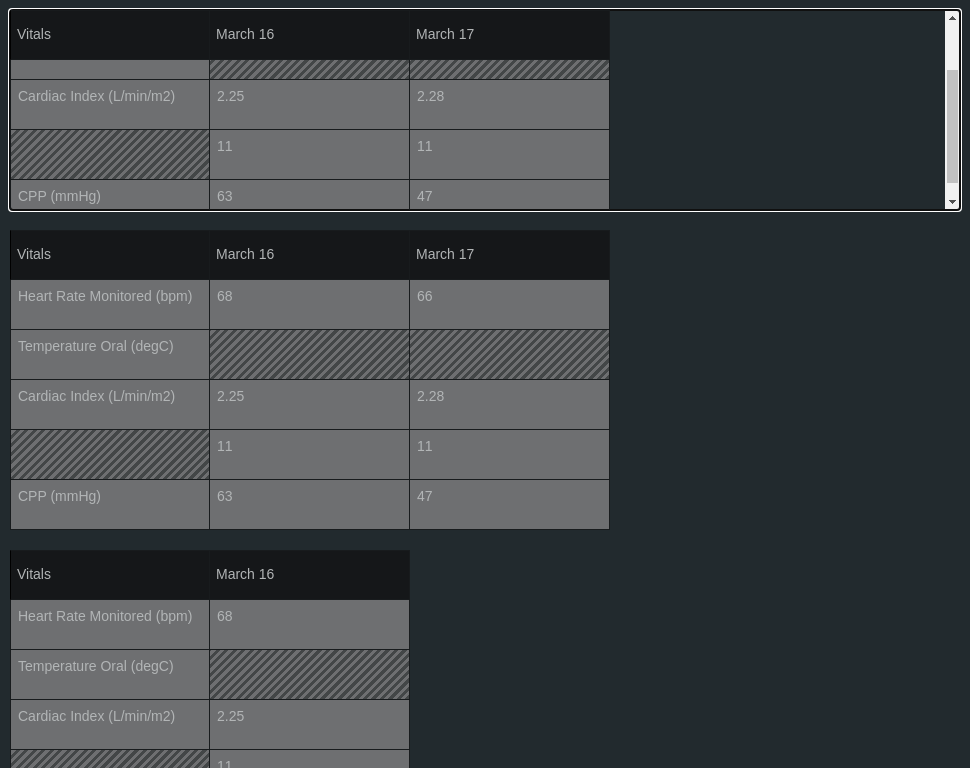 Vitals March 16 March 17
Cardiac Index (L/min/m2) 2.25 2.28
11 11
CPP (mmHg) 63 47
Vitals March 16 March 17
Heart Rate Monitored (bpm) 68 66
Temperature Oral (degC)
Cardiac Index (L/min/m2) 2.25 2.28
11 11
CPP (mmHg) 63 47
Vitals March 16
Heart Rate Monitored (bpm) 68
Temperature Oral (degC)
Cardiac Index (L/min/m2) 2.25
11